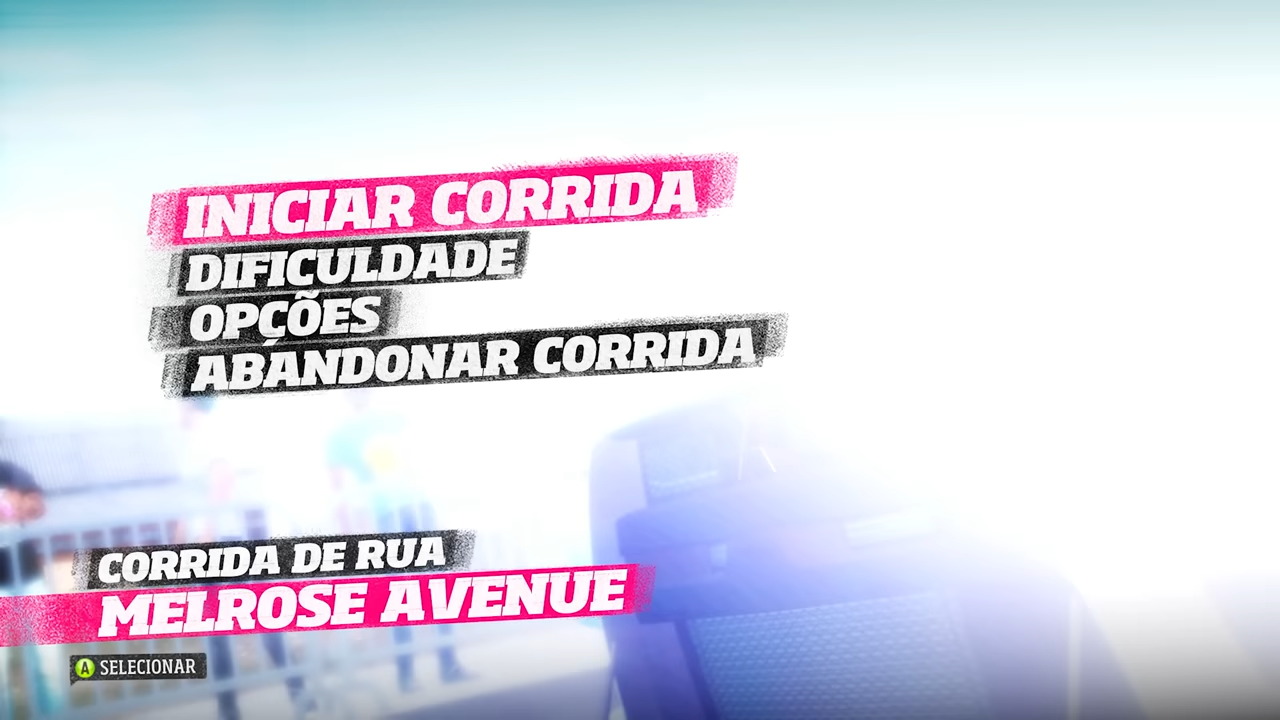 INICIAR CORRIDA
DIFICULDADE
OPÇÕES
ABANDONAR CORRIDA
CORRIDA DE RUA
MELROSE AVENUE
A SELECIONAR